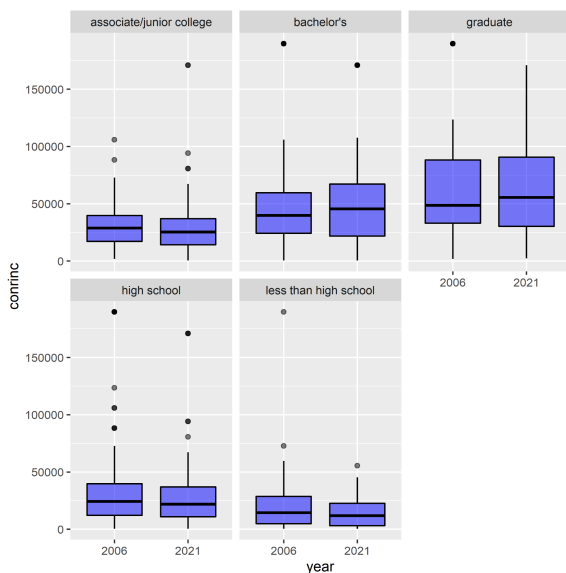 associate/junior college
bachelor's
graduate
150000
100000
50000
0
2006
2021
conrinc
high school
less than high school
150000
100000
50000
0
2006
2021
2006
2021
year